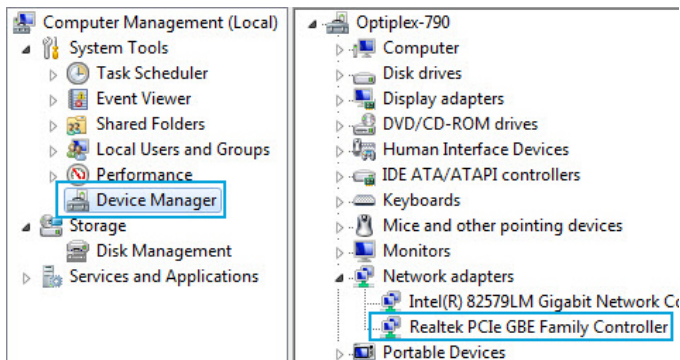 Computer Management (Local)
System Tools
Task Scheduler
Event Viewer
Shared Folders
Local Users and Groups
Performance
Device Manager
Storage
Disk Management
Services and Applications
Optiplex-790
Computer
Disk drives
Display adapters
DVD/CD-ROM drives
Human Interface Devices
IDE ATA/ATAPI controllers
Keyboards
Mice and other pointing devices
Monitors
Network adapters
Intel(R) 82579LM Gigabit Network Co
Realtek PCIe GBE Family Controller
Portable Devices